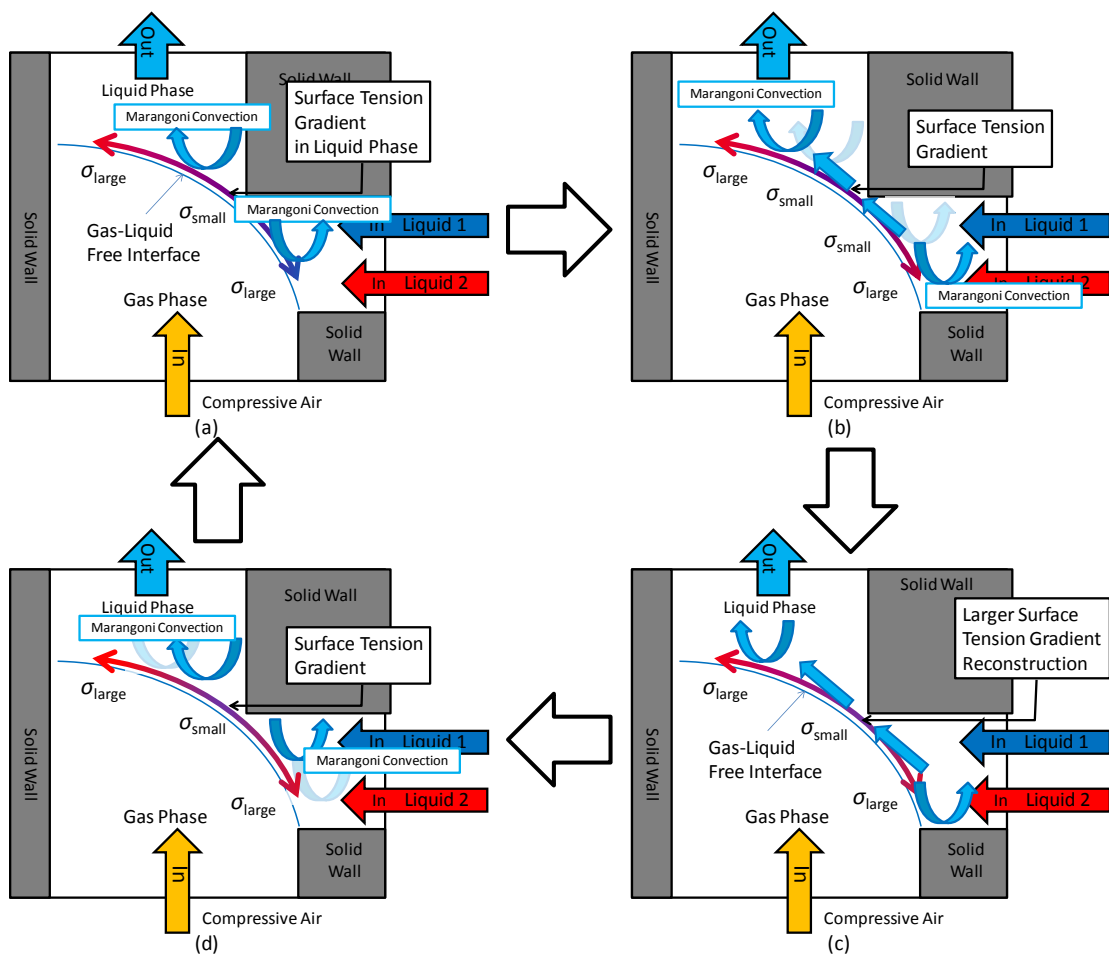 Out
Solid Wall
Liquid Phase
Marangoni Convection
Surface Tension
Gradient
in Liquid Phase
σlarge
σsmall
Marangoni Convection
Gas-Liquid
Free Interface
σlarge
In Liquid 1
In Liquid 2
Solid Wall
Gas Phase
In
Solid
Wall
Compressive Air
(a)
Out
Solid Wall
Marangoni Convection
Surface Tension
Gradient
σlarge
σsmall
In Liquid 1
Solid Wall
σlarge
In Liquid 2
Marangoni Convection
Gas Phase
In
Solid
Wall
Compressive Air
(b)
Out
Liquid Phase
Solid Wall
Marangoni Convection
Surface Tension
Gradient
σlarge
σsmall
In Liquid 1
Marangoni Convection
Solid Wall
In Liquid 2
σlarge
Gas Phase
In
Solid
Wall
Compressive Air
(d)
Out
Solid Wall
Liquid Phase
Larger Surface
Tension Gradient
Reconstruction
σlarge
σsmall
In Liquid 1
Gas-Liquid
Free Interface
Solid Wall
σlarge
In Liquid 2
Gas Phase
In
Solid
Wall
Compressive Air
(c)